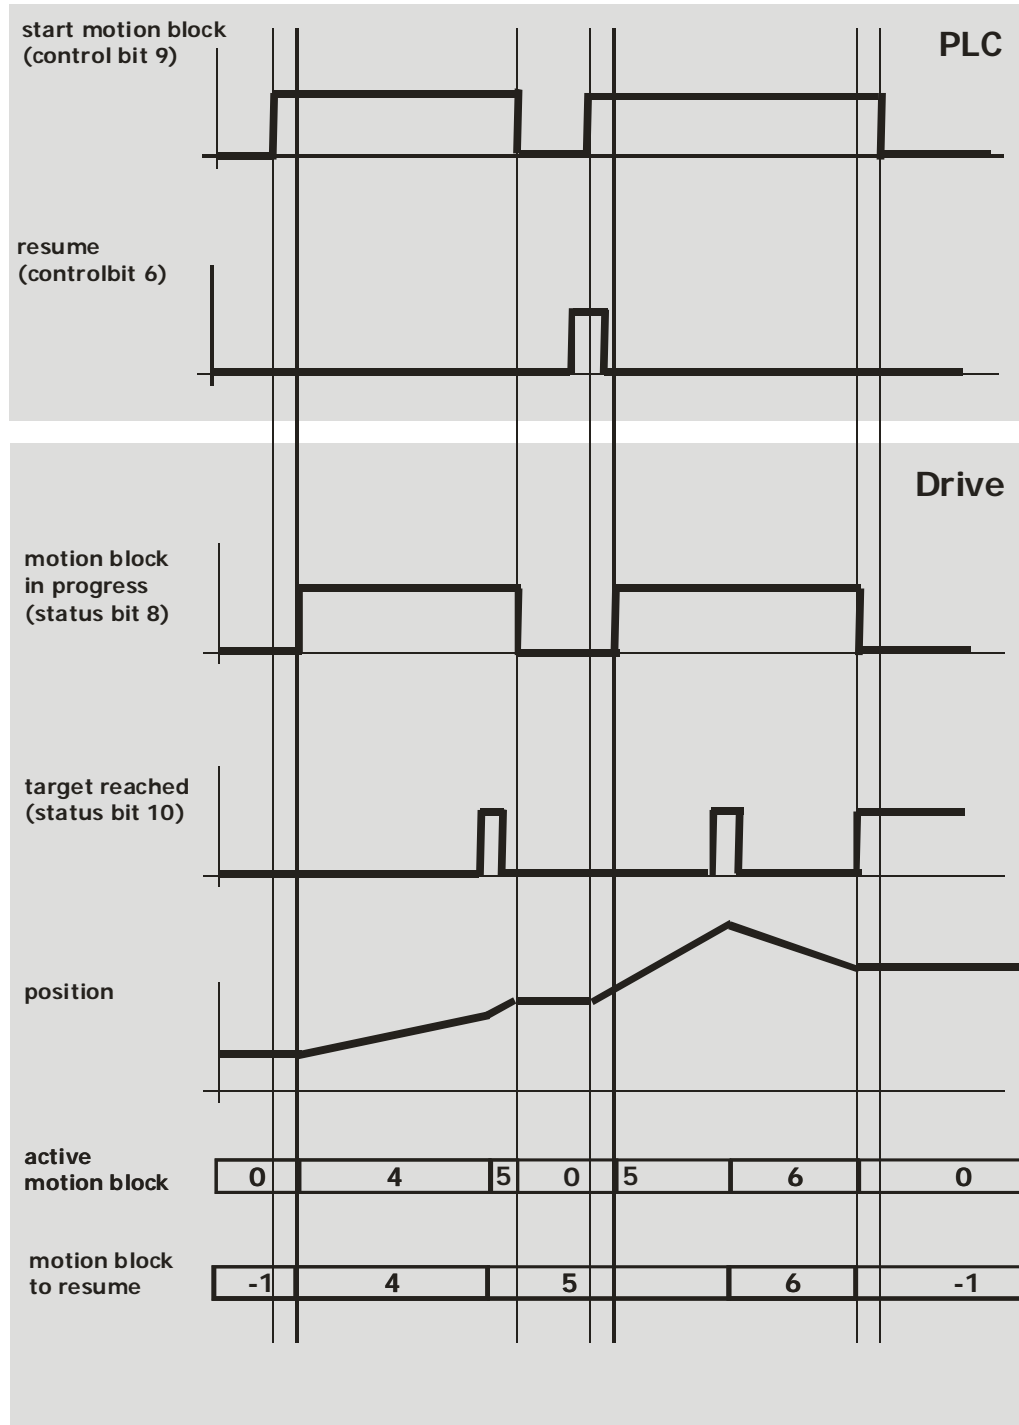 start motion block
(control bit 9)
PLC
resume
(controlbit 6)
Drive
motion block
in progress
(status bit 8)
target reached
(status bit 10)
position
active
motion block
0 4 5 0 5 6 0
motion block
to resume
-1 4 5 6 -1